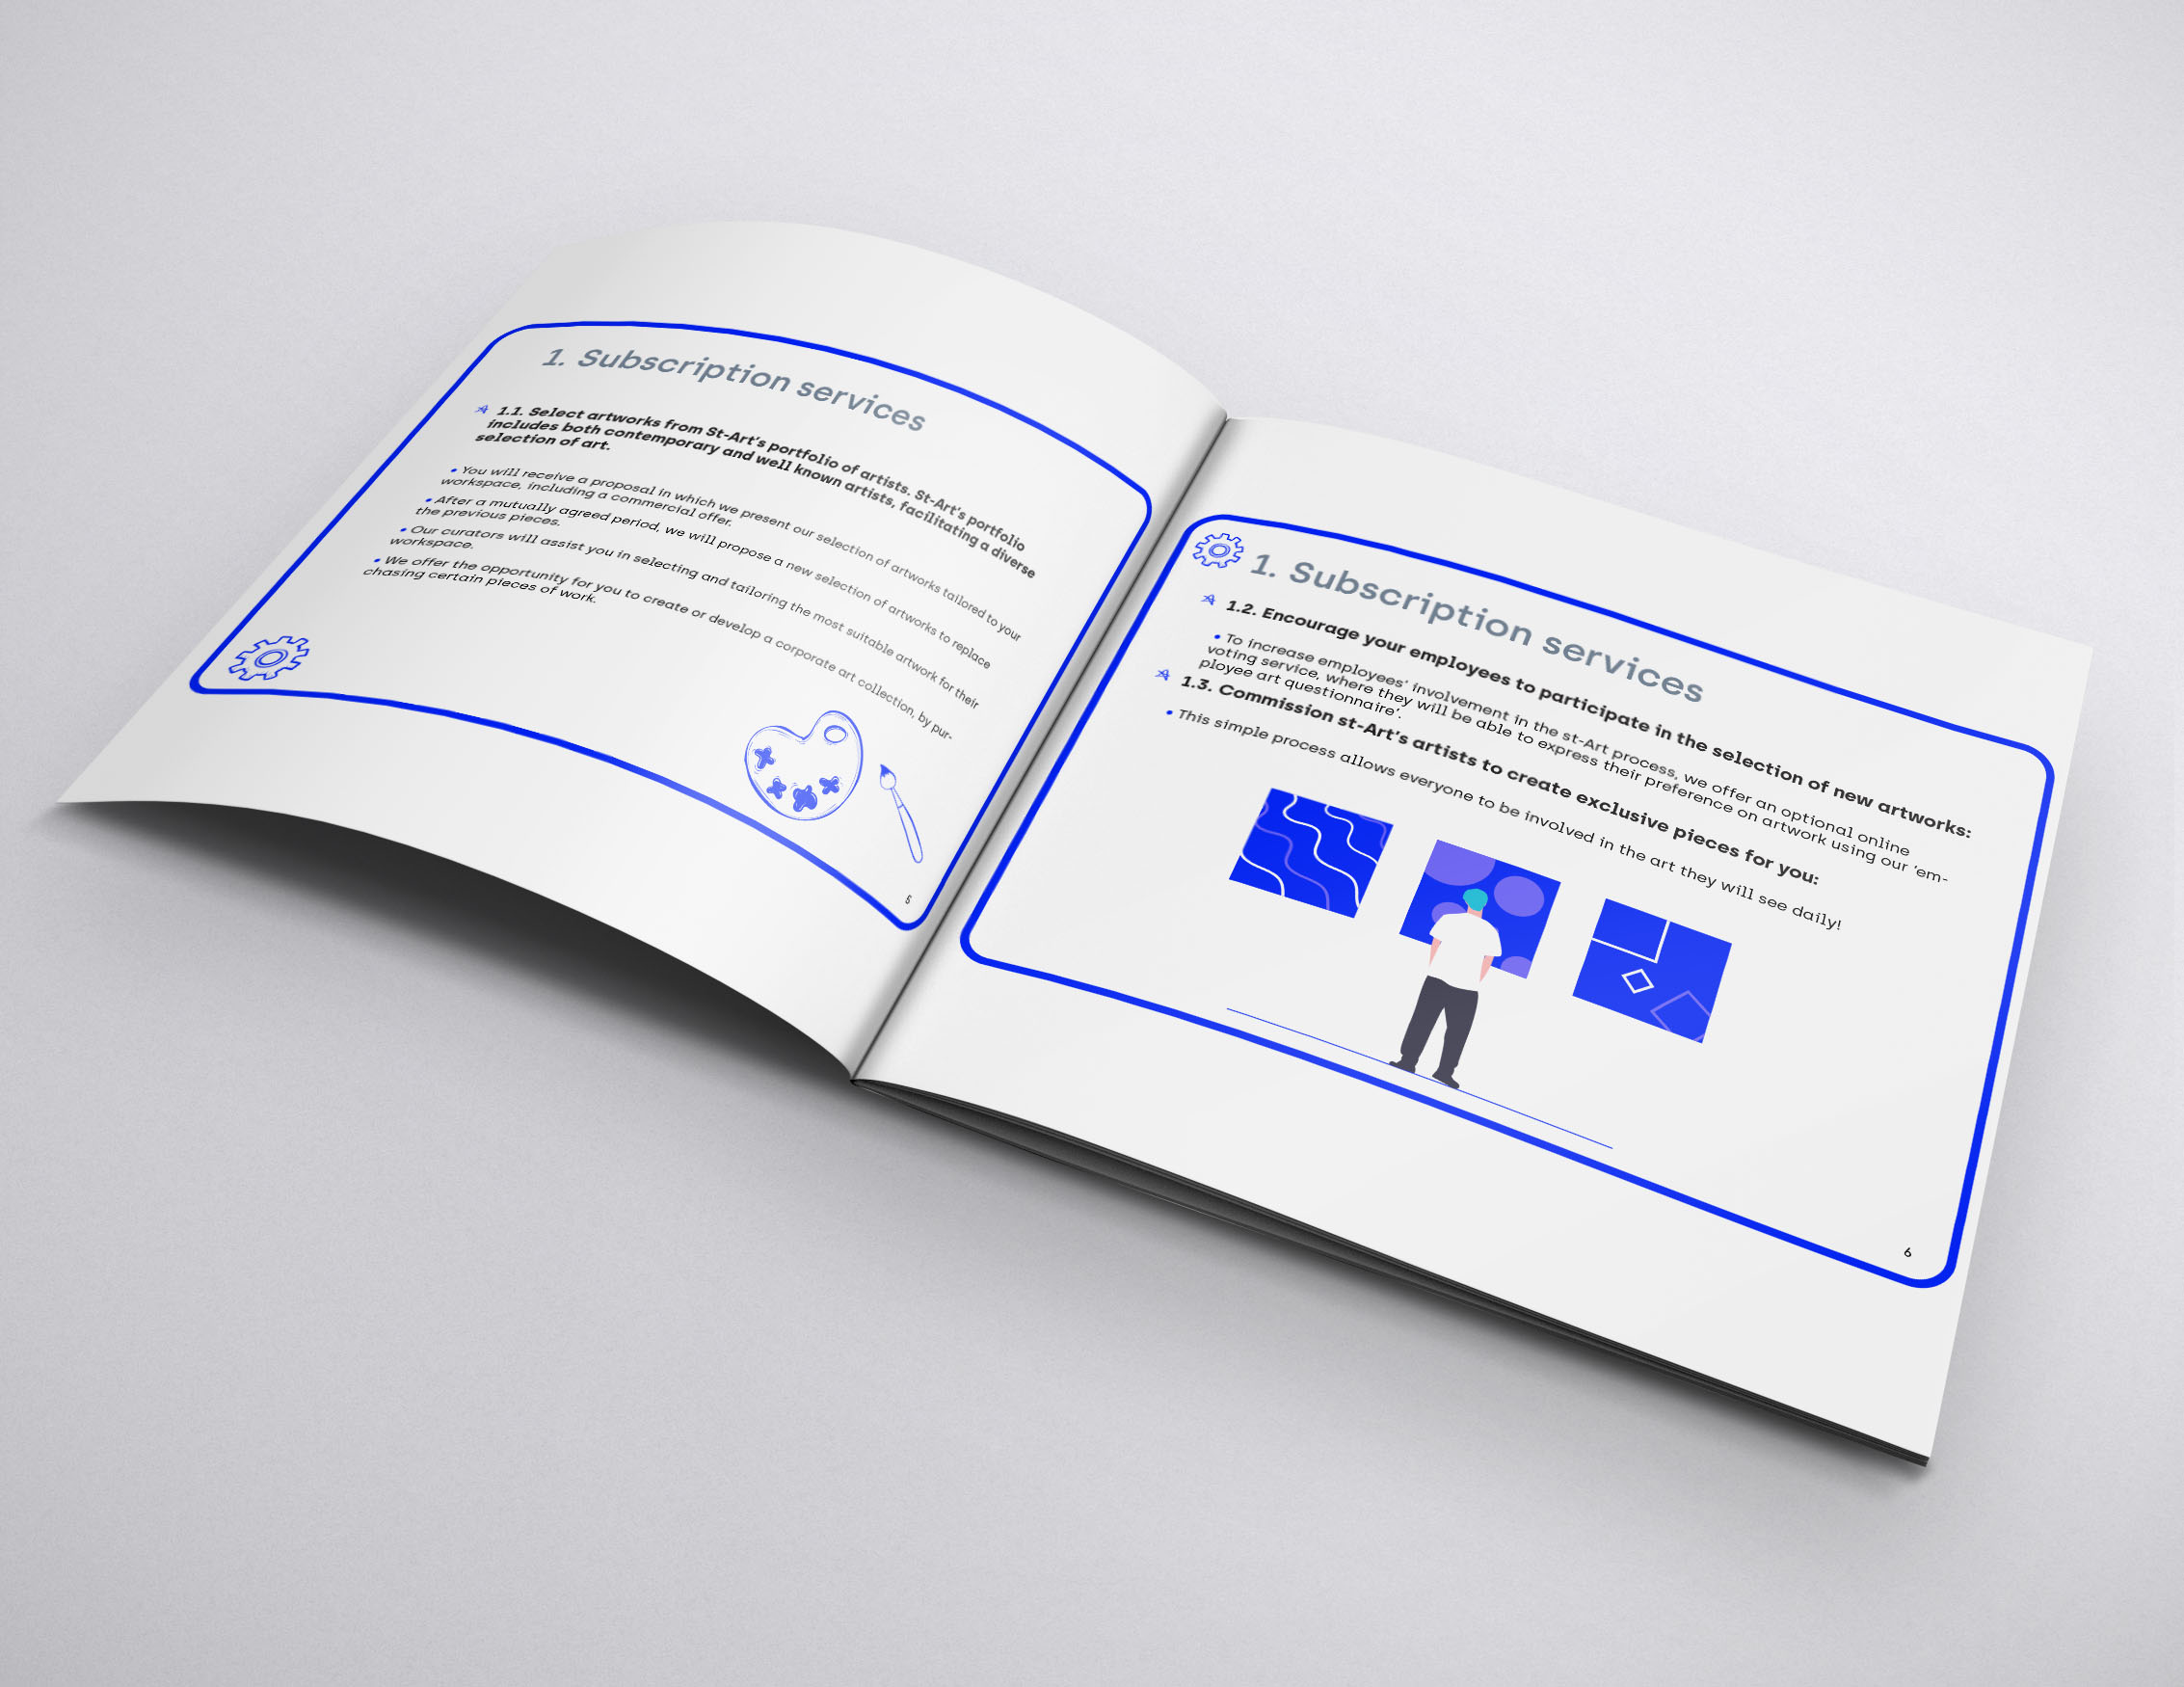 1. Subscription services
1.1. Select artworks from St-Art's portfolio of artists. St-Art's portfolio
includes both contemporary and well known artists, facilitating a diverse
selection of art.
• You will receive a proposal in which we present our selection of artworks tailored to your
workspace, including a commercial offer.
• After a mutually agreed period, we will propose a new selection of artworks to replace
the previous pieces.
• Our curators will assist you in selecting and tailoring the most suitable artwork for their
workspace.
• We offer the opportunity for you to create or develop a corporate art collection, by pur-
chasing certain pieces of work.
5
1. Subscription services
1.2. Encourage your employees to participate in the selection of new artworks:
• To increase employees' involvement in the st-Art process, we offer an optional online
voting service, where they will be able to express their preference on artwork using our 'em-
ployee art questionnaire'.
1.3. Commission st-Art's artists to create exclusive pieces for you:
• This simple process allows everyone to be involved in the art they will see daily!
6